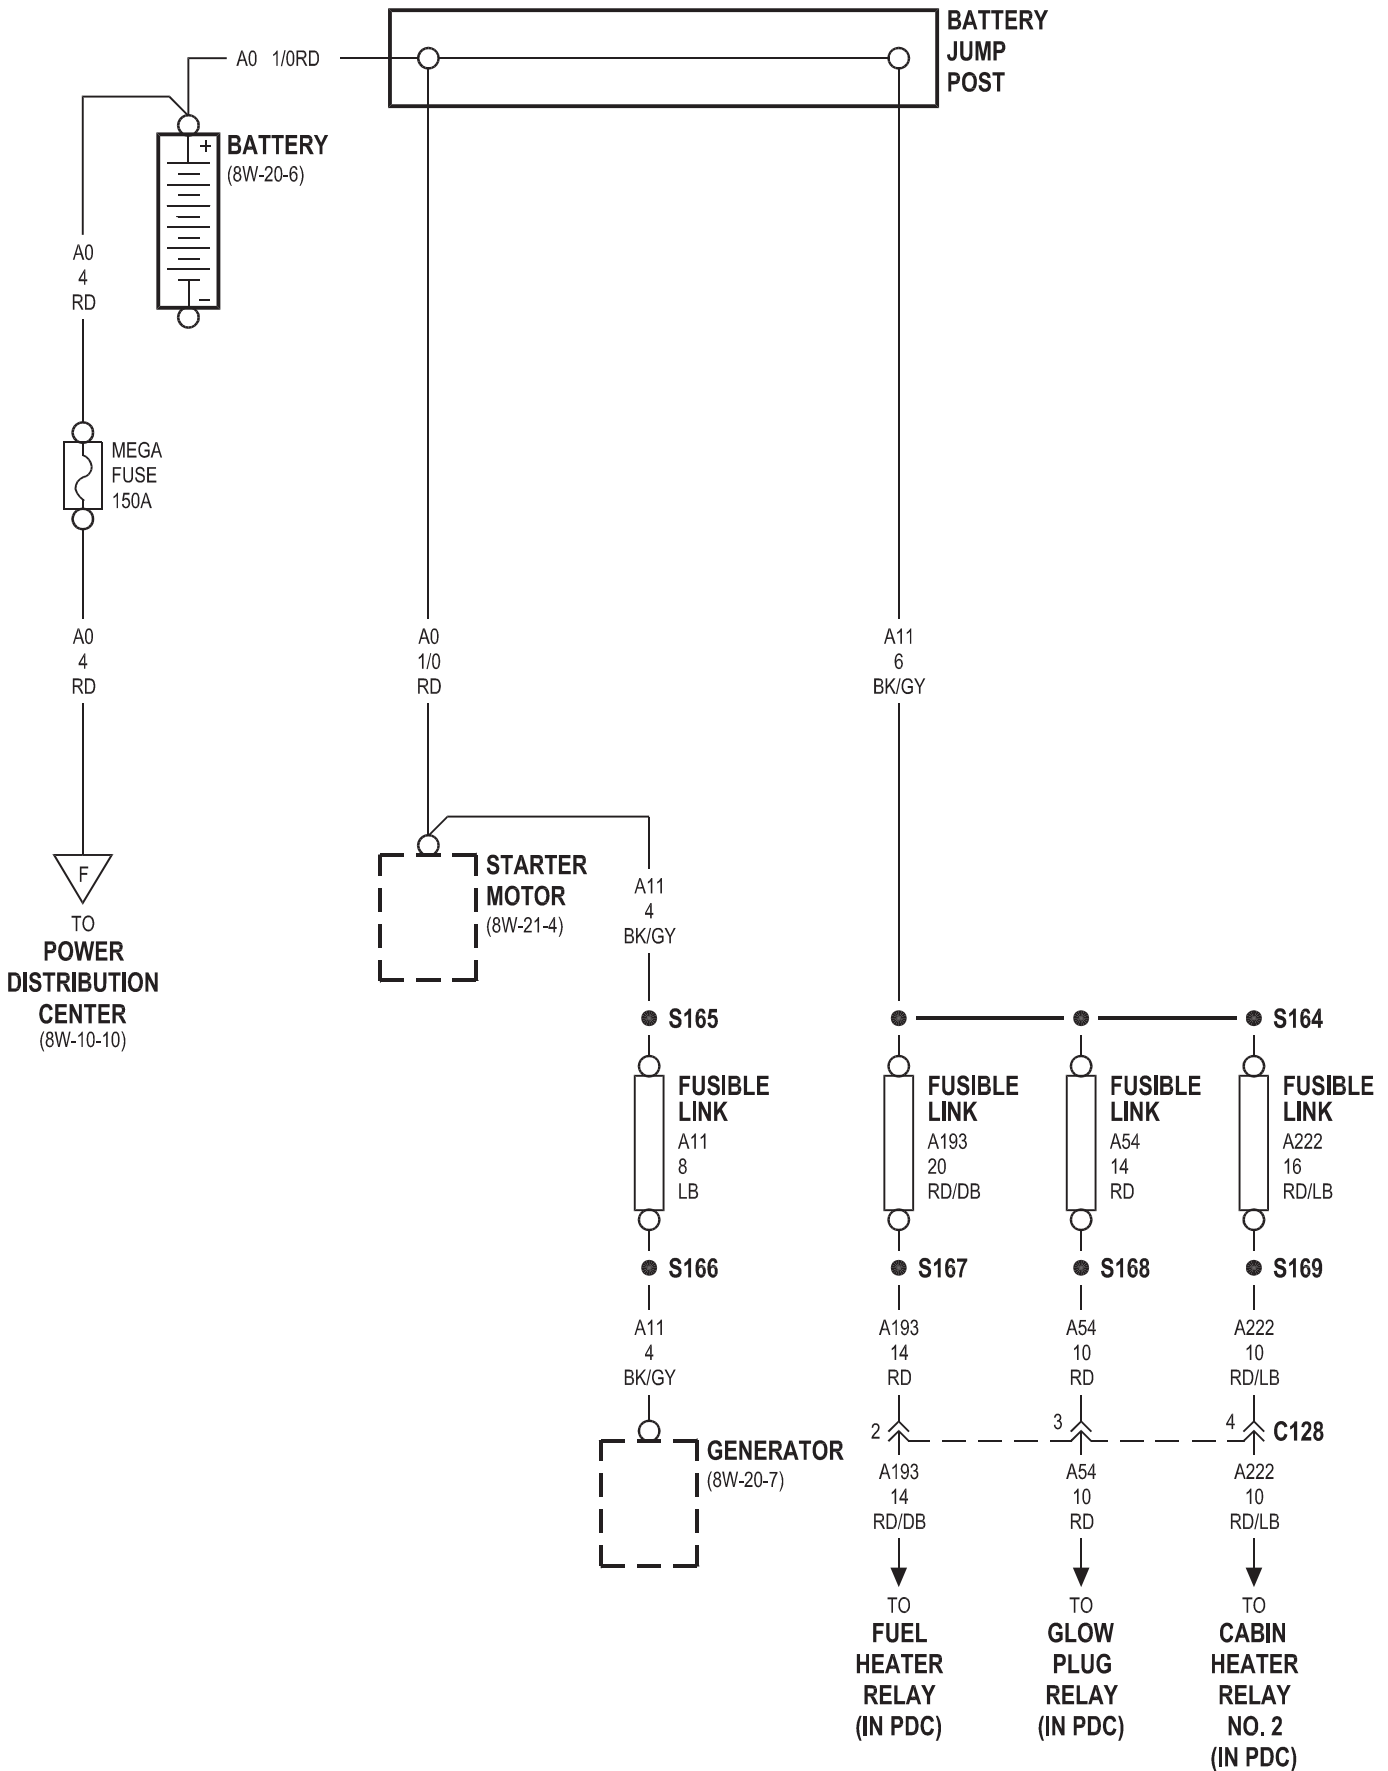 BATTERY
JUMP
POST
A0 1/0RD
+
BATTERY
(8W-20-6)
–
A0
4
RD
MEGA
FUSE
150A
A0
4
RD
A0
1/0
RD
A11
6
BK/GY
F
TO
POWER
DISTRIBUTION
CENTER
(8W-10-10)
STARTER
MOTOR
(8W-21-4)
A11
4
BK/GY
S165
S164
FUSIBLE
LINK
A11
8
LB
FUSIBLE
LINK
A193
20
RD/DB
FUSIBLE
LINK
A54
14
RD
FUSIBLE
LINK
A222
16
RD/LB
S166
S167
S168
S169
A11
4
BK/GY
A193
14
RD
A54
10
RD
A222
10
RD/LB
2
3
4
C128
GENERATOR
(8W-20-7)
A193
14
RD/DB
A54
10
RD
A222
10
RD/LB
TO
FUEL
HEATER
RELAY
(IN PDC)
TO
GLOW
PLUG
RELAY
(IN PDC)
TO
CABIN
HEATER
RELAY
NO. 2
(IN PDC)